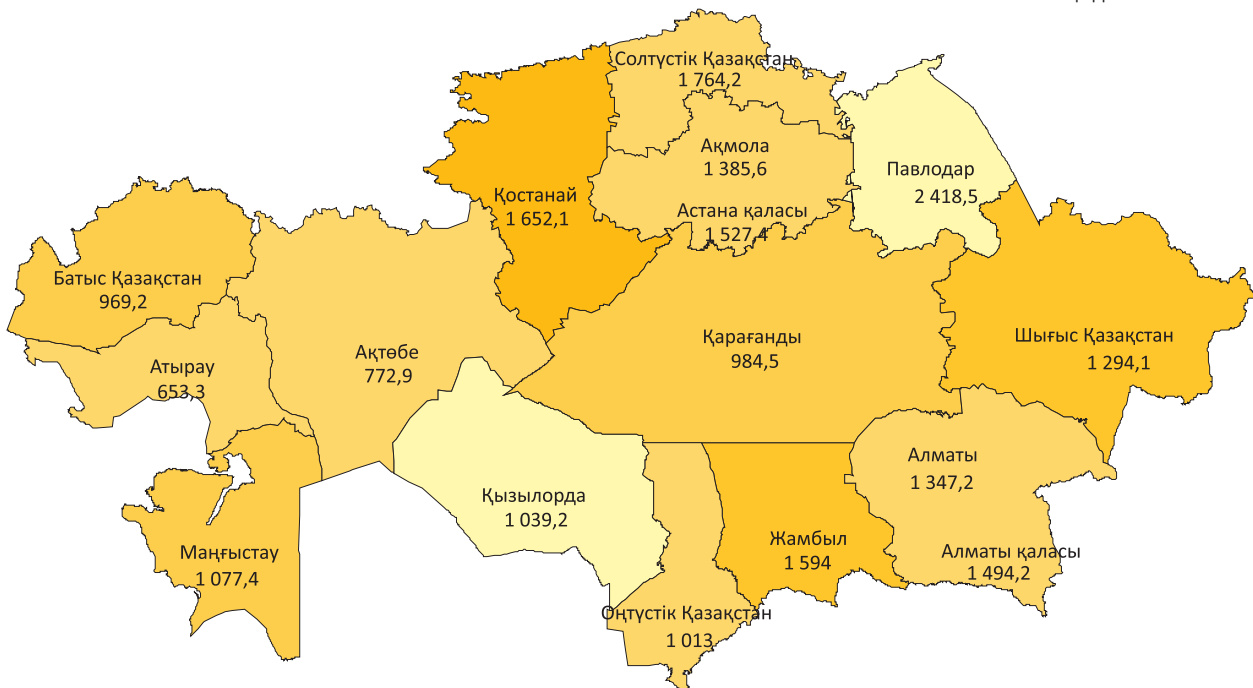 Солтүстік Қазақстан
1 764,2
Ақмола
1 385,6
Павлодар
2 418,5
Қостанай
1 652,1
Астана қаласы
1 527,4
Батыс Қазақстан
969,2
Қарағанды
984,5
Шығыс Қазақстан
1 294,1
Ақтөбе
772,9
Атырау
653,3
Алматы
1 347,2
Қызылорда
1 039,2
Жамбыл
1 594
Маңғыстау
1 077,4
Алматы қаласы
1 494,2
Оңтүстік Қазақстан
1 013